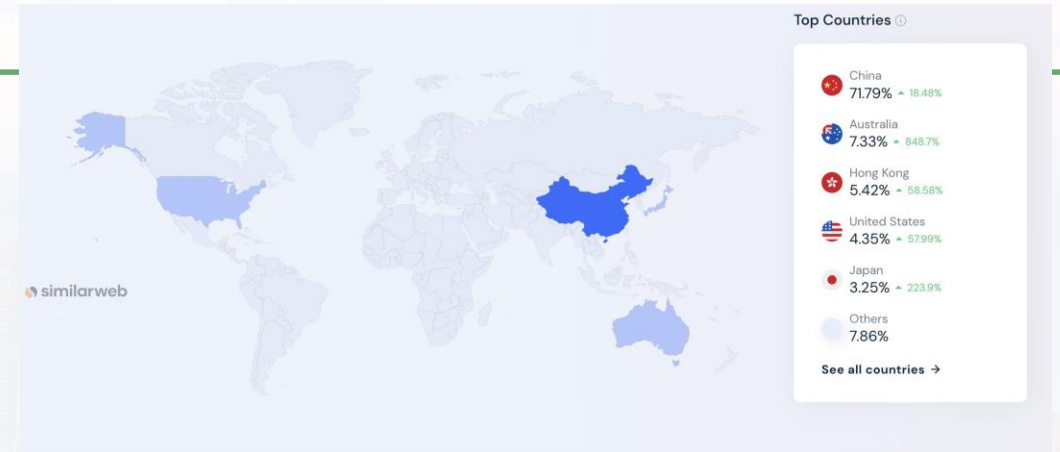 Top Countries
China
71.79% 18.48%
Australia
7.33% 848.7%
Hong Kong
5.42% 58.58%
United States
4.35% 57.99%
similarweb
Japan
3.25% 223.9%
Others
7.86%
See all countries →